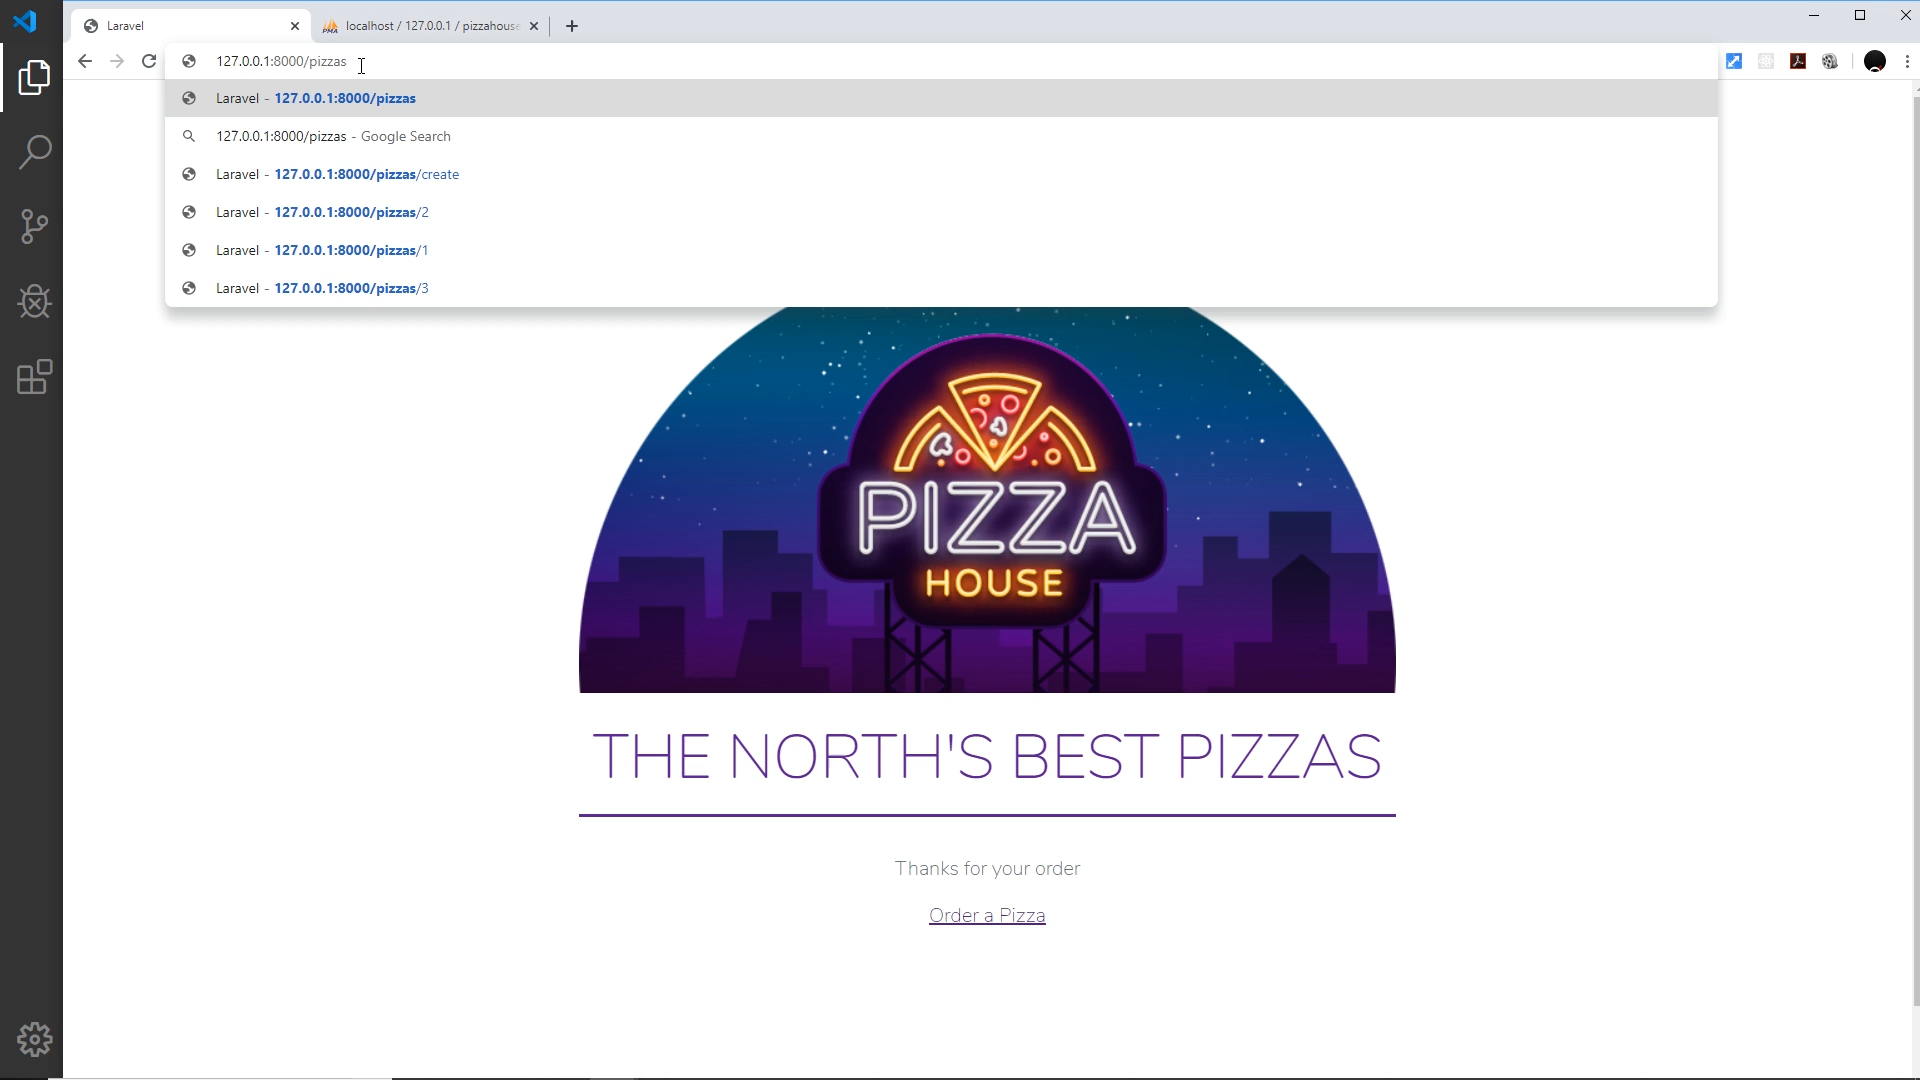 Laravel
localhost / 127.0.0.1 / pizzahouse
127.0.0.1:8000/pizzas
Laravel - 127.0.0.1:8000/pizzas
127.0.0.1:8000/pizzas - Google Search
Laravel - 127.0.0.1:8000/pizzas/create
Laravel - 127.0.0.1:8000/pizzas/2
Laravel - 127.0.0.1:8000/pizzas/1
Laravel - 127.0.0.1:8000/pizzas/3
PIZZA
HOUSE
THE NORTH'S BEST PIZZAS
Thanks for your order
Order a Pizza